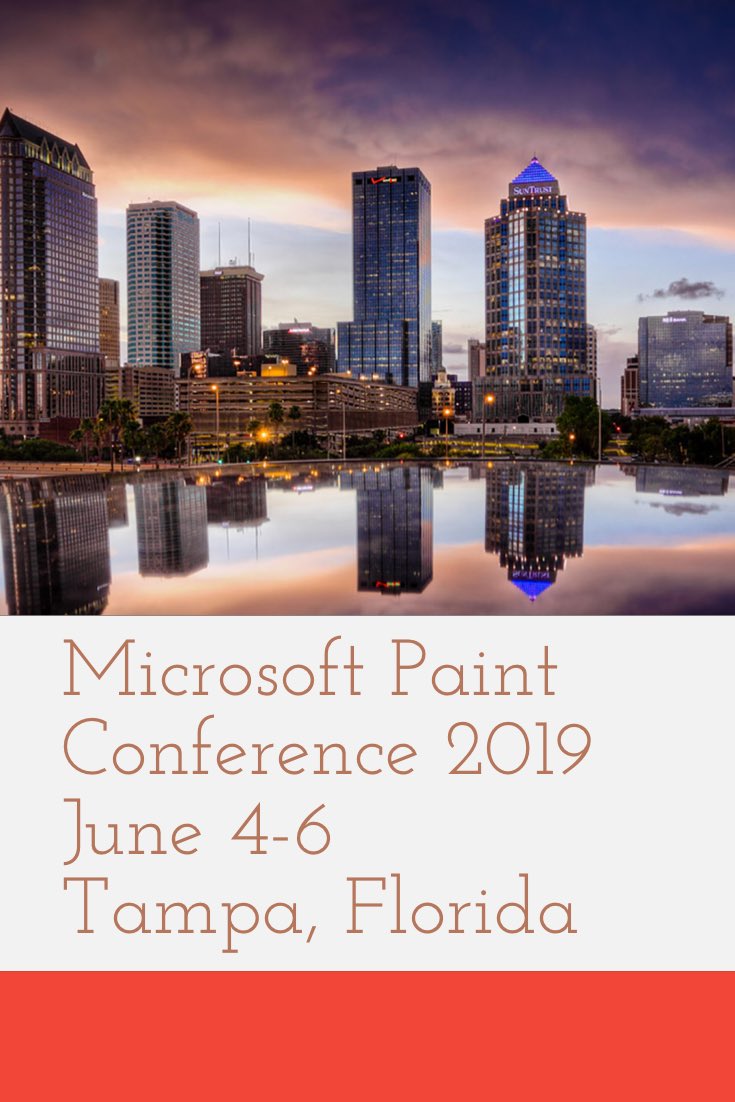 SUNTRUST
Microsoft Paint
Conference 2019
June 4-6
Tampa, Florida